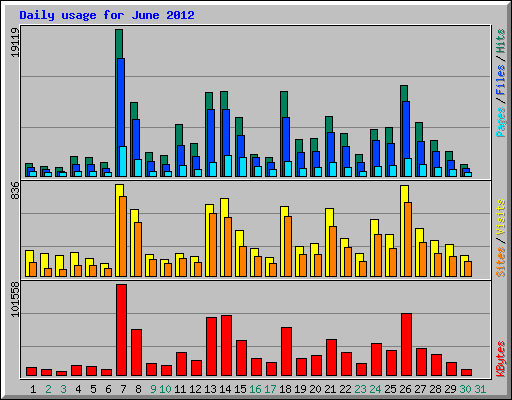 Daily usage for June 2012
19119
Pages / Files / Hits
836
Sites / Visits
101558
KBytes
1 2 3 4 5 6 7 8 9 10 11 12 13 14 15 16 17 18 19 20 21 22 23 24 25 26 27 28 29 30 31